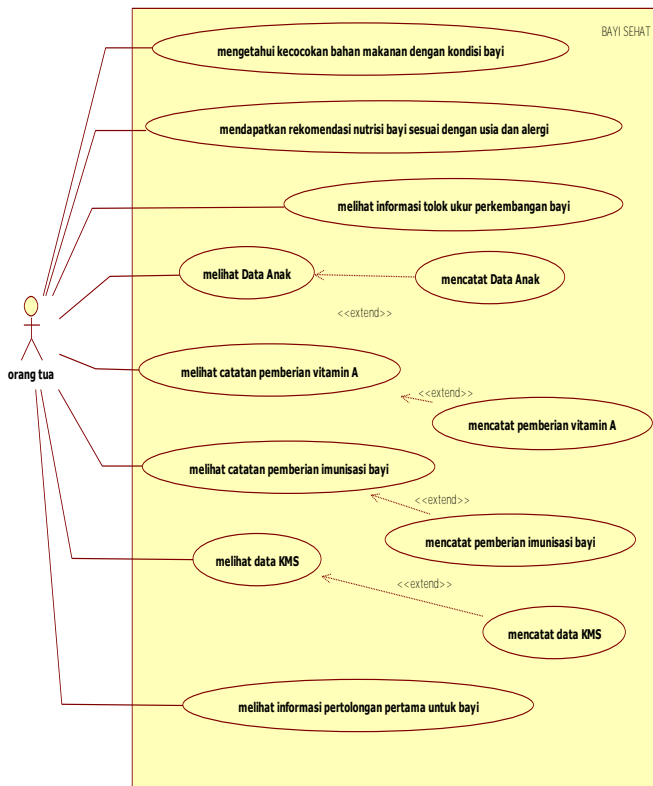 BAYI SEHAT
mengetahui kecocokan bahan makanan dengan kondisi bayi
mendapatkan rekomendasi nutrisi bayi sesuai dengan usia dan alergi
melihat informasi tolok ukur perkembangan bayi
melihat Data Anak
mencatat Data Anak
<<extend>>
orang tua
melihat catatan pemberian vitamin A
<<extend>>
mencatat pemberian vitamin A
melihat catatan pemberian imunisasi bayi
<<extend>>
mencatat pemberian imunisasi bayi
melihat data KMS
<<extend>>
mencatat data KMS
melihat informasi pertolongan pertama untuk bayi